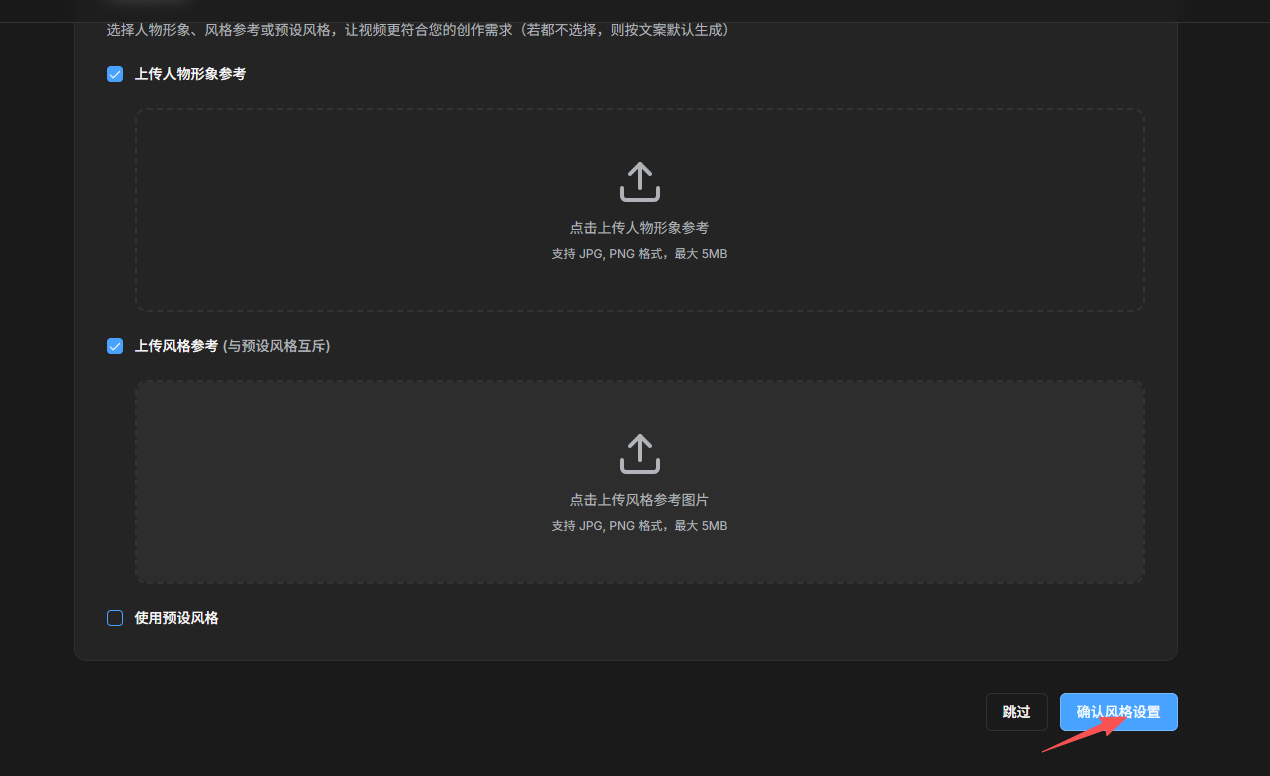 选择人物形象、风格参考或预设风格，让视频更符合您的创作需求（若都不选择，则按文案默认生成）
上传人物形象参考
点击上传人物形象参考
支持 JPG, PNG 格式，最大 5MB
上传风格参考 (与预设风格互斥)
点击上传风格参考图片
支持 JPG, PNG 格式，最大 5MB
使用预设风格
跳过
确认风格设置